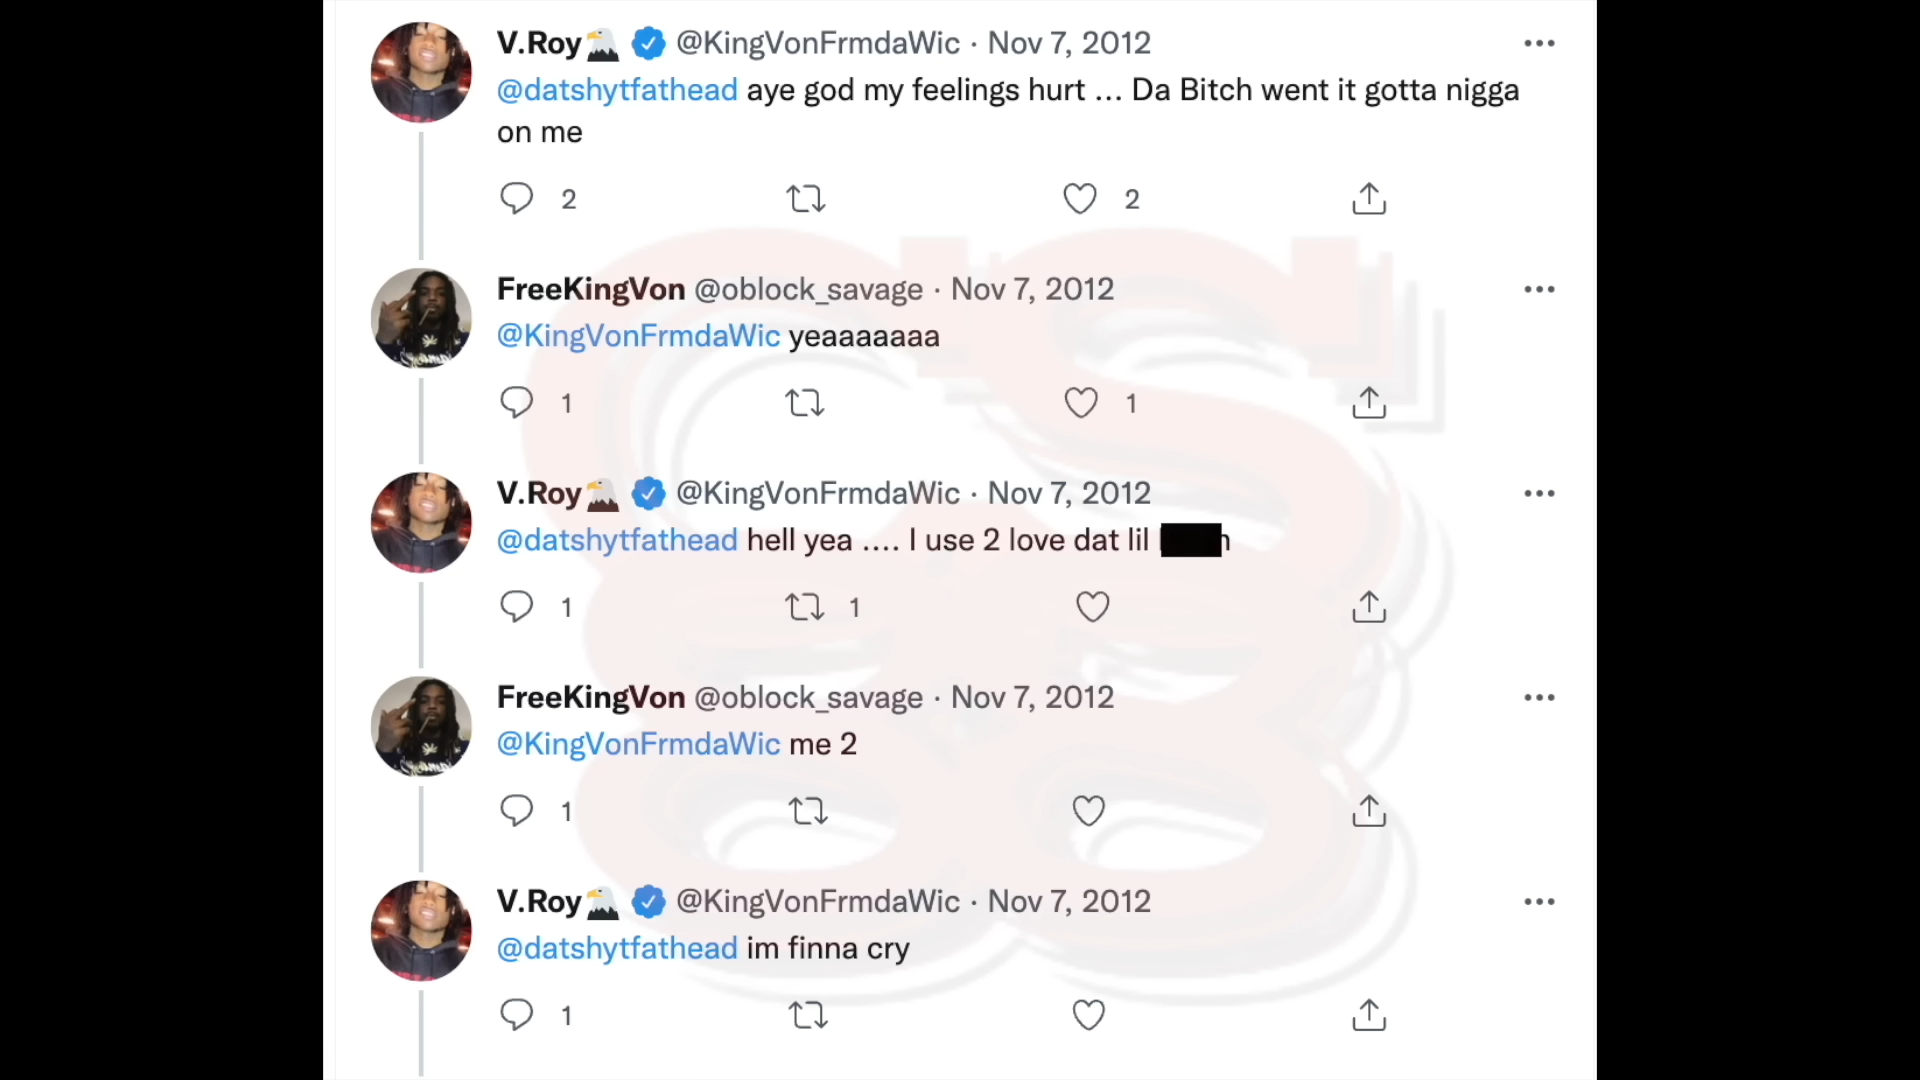 V.Roy🦅 @KingVonFrmdaWic · Nov 7, 2012
@datshytfathead aye god my feelings hurt ... Da Bitch went it gotta nigga
on me
2 2
FreeKingVon @oblock_savage · Nov 7, 2012
@KingVonFrmdaWic yeaaaaaaa
1 1
V.Roy🦅 @KingVonFrmdaWic · Nov 7, 2012
@datshytfathead hell yea .... I use 2 love dat lil
1 1
FreeKingVon @oblock_savage · Nov 7, 2012
@KingVonFrmdaWic me 2
1
V.Roy🦅 @KingVonFrmdaWic · Nov 7, 2012
@datshytfathead im finna cry
1